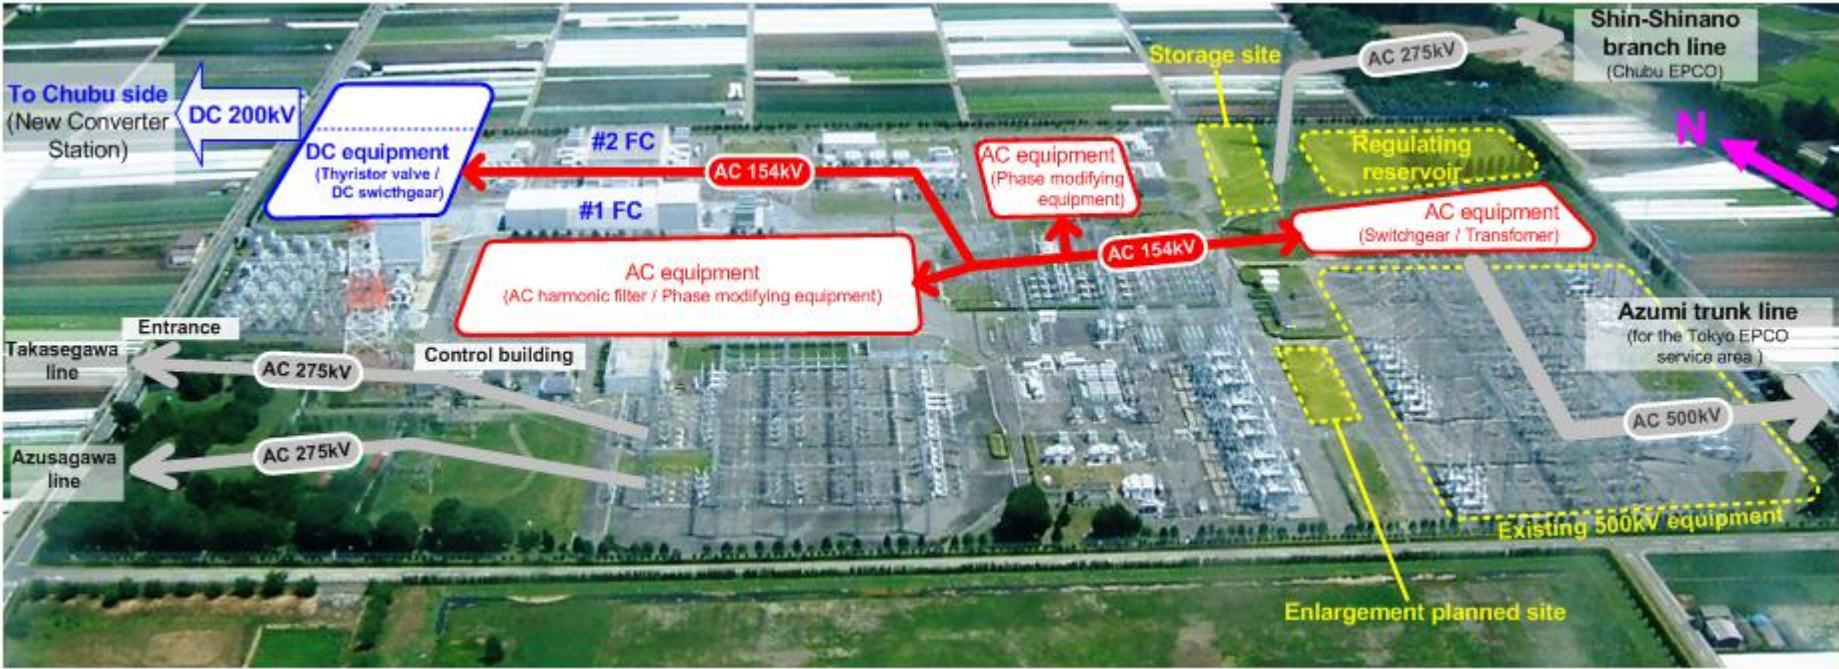 Shin-Shinano
branch line
(Chubu EPCO)
AC 275kV
Storage site
To Chubu side
(New Converter
Station)
DC 200kV
DC equipment
(Thyristor valve /
DC swicthgear)
#2 FC
#1 FC
AC 154kV
AC equipment
(Phase modifying
equipment)
Regulating
reservoir
N
AC equipment
(Switchgear / Transfomer)
AC 154kV
AC equipment
(AC harmonic filter / Phase modifying equipment)
Entrance
Takasegawa
line
AC 275kV
Control building
Azumi trunk line
(for the Tokyo EPCO
service area )
AC 500kV
Azusagawa
line
AC 275kV
Existing 500kV equipment
Enlargement planned site